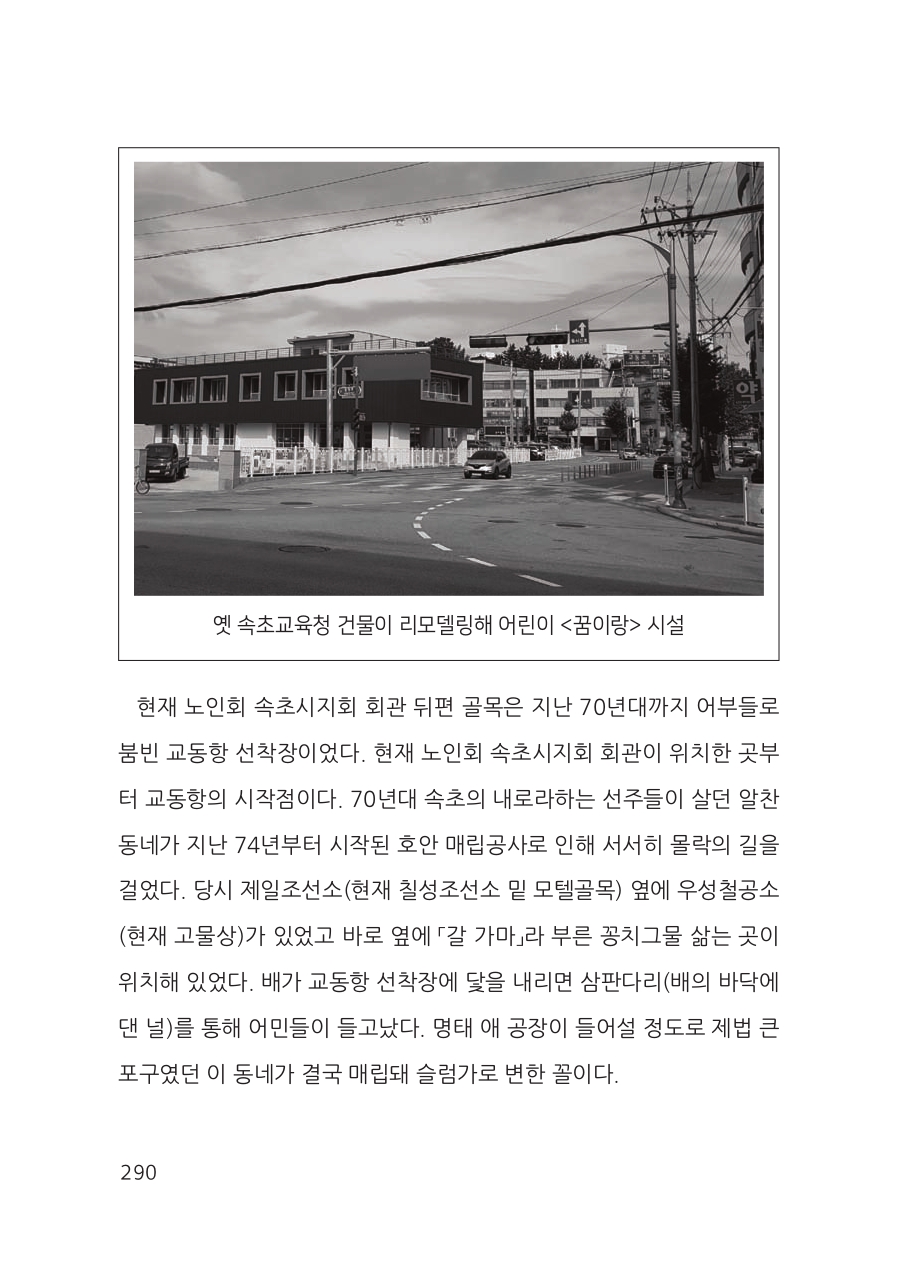 약
옛 속초교육청 건물이 리모델링해 어린이 <꿈이랑> 시설
현재 노인회 속초시지회 회관 뒤편 골목은 지난 70년대까지 어부들로
붐빈 교동항 선착장이었다. 현재 노인회 속초시지회 회관이 위치한 곳부
터 교동항의 시작점이다. 70년대 속초의 내로라하는 선주들이 살던 알찬
동네가 지난 74년부터 시작된 호안 매립공사로 인해 서서히 몰락의 길을
걸었다. 당시 제일조선소(현재 칠성조선소 밑 모텔골목) 옆에 우성철공소
(현재 고물상)가 있었고 바로 옆에 「갈 가마」라 부른 꽁치그물 삶는 곳이
위치해 있었다. 배가 교동항 선착장에 닻을 내리면 삼판다리(배의 바닥에
댄 널)를 통해 어민들이 들고났다. 명태 애 공장이 들어설 정도로 제법 큰
포구였던 이 동네가 결국 매립돼 슬럼가로 변한 꼴이다.
290